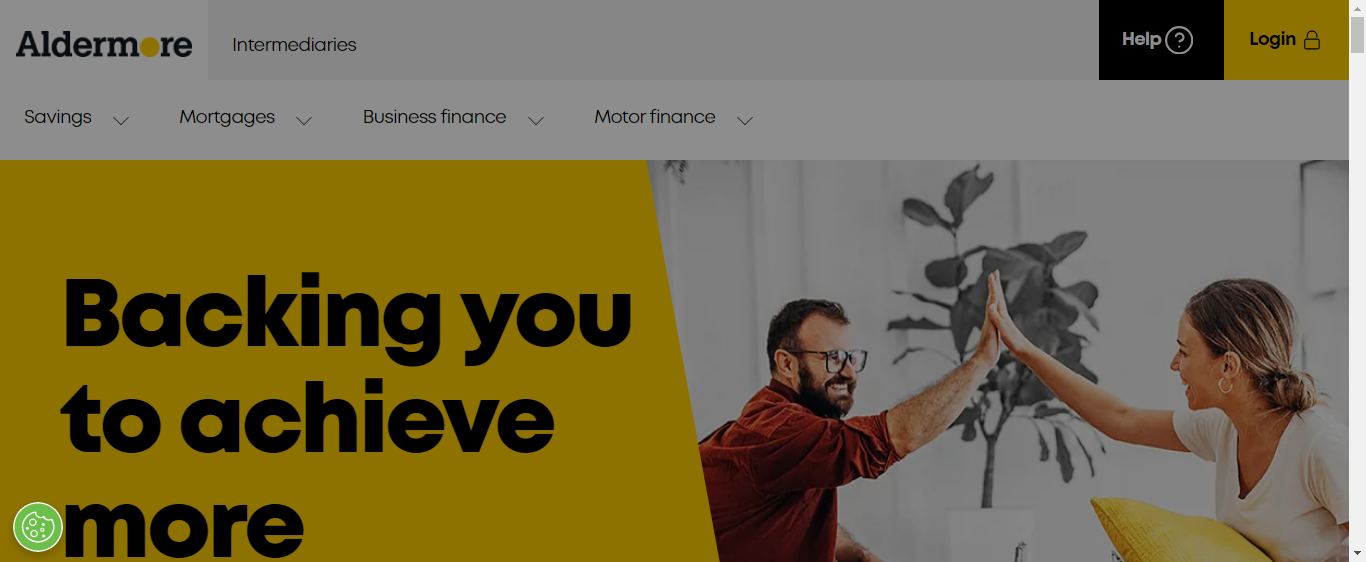 Aldermore
Intermediaries
Help
Login
Savings
Mortgages
Business finance
Motor finance
Backing you
to achieve
more